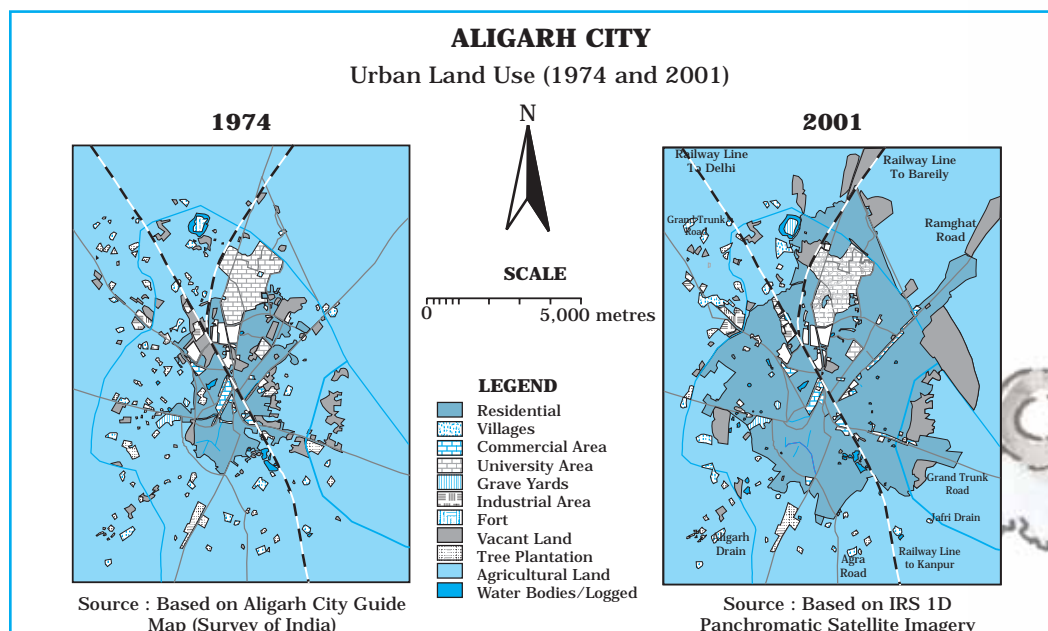 ALIGARH CITY
Urban Land Use (1974 and 2001)
1974
N
2001
Railway Line
To Delhi
Railway Line
To Bareily
Grand Trunk
Road
Ramghat
Road
SCALE
0 5,000 metres
LEGEND
Residential
Villages
Commercial Area
University Area
Grave Yards
Industrial Area
Fort
Vacant Land
Tree Plantation
Agricultural Land
Water Bodies/Logged
Grand Trunk
Road
Jafri Drain
Aligarh
Drain
Agra
Road
Railway Line
to Kanpur
Source : Based on Aligarh City Guide
Map (Survey of India)
Source : Based on IRS 1D
Panchromatic Satellite Imagery